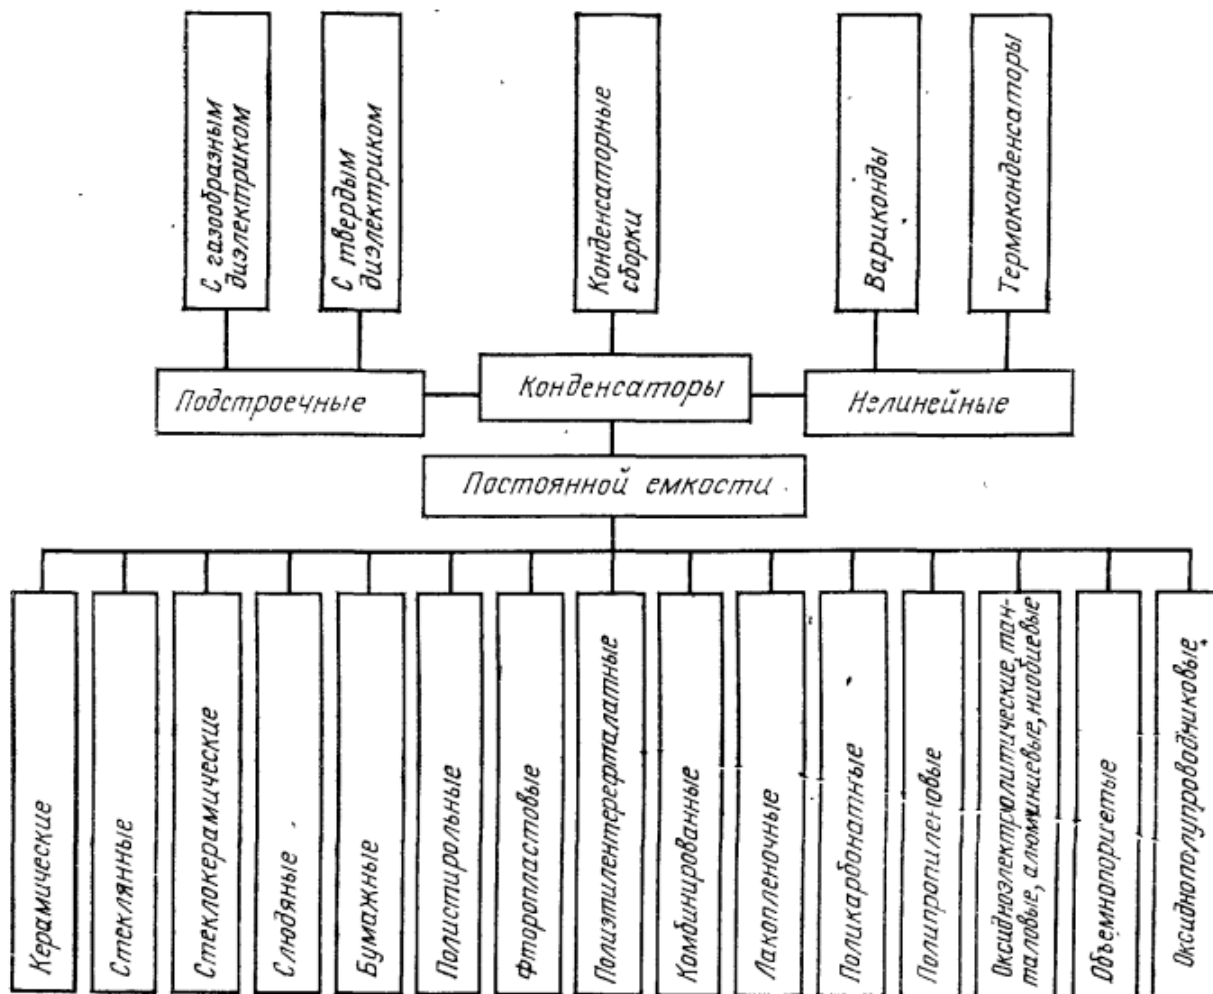 С газообразным
диэлектриком
С твердым
диэлектриком
Конденсаторные
сборки
Вариконды
Термоконденсаторы
Подстроечные
Конденсаторы
Нелинейные
Постоянной емкости
Керамические
Стеклянные
Стеклокерамические
Слюдяные
Бумажные
Полистирольные
Фторопластовые
Полиэтилентерефталатные
Комбинированные
Лакопленочные
Поликарбонатные
Полипропиленовые
Оксидноэлектролитические, тан-
таловые, алюминиевые, ниобиевые
Объемнопористые
Оксиднополупроводниковые